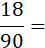 18/90 =